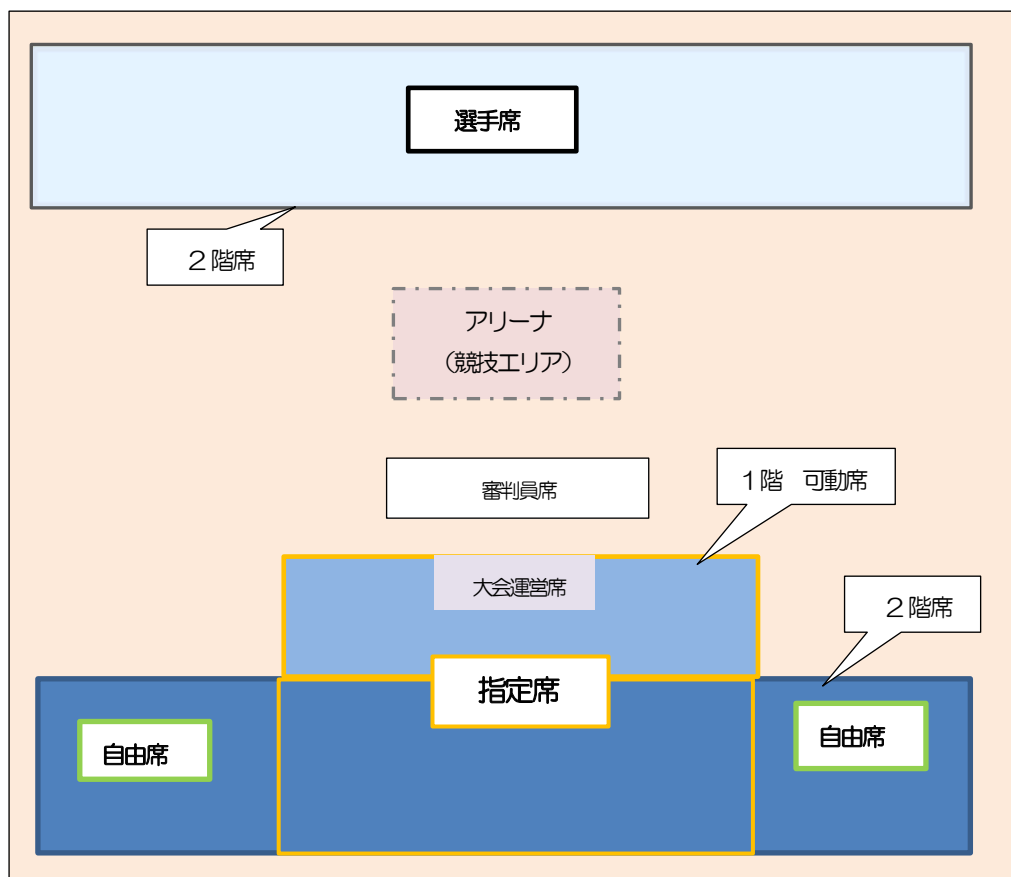 選手席
２階席
アリーナ
（競技エリア）
審判員席
１階　可動席
大会運営席
２階席
指定席
自由席
自由席